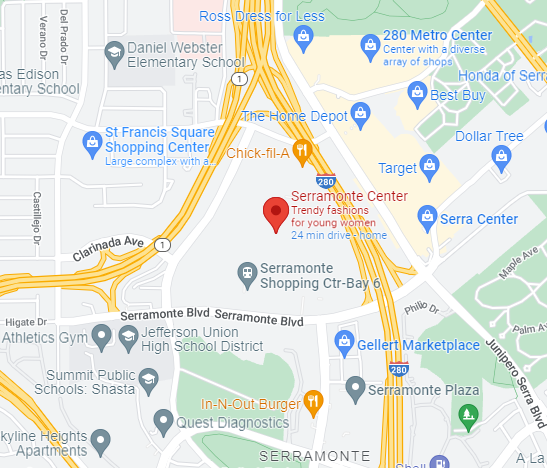 Ross Dress for Less
Del Prado Dr
Verano Dr
Daniel Webster
Elementary School
280 Metro Center
Center with a diverse
array of shops
as Edison
entary School
1
Honda of Serra
Best Buy
The Home Depot
St Francis Square
Shopping Center
Large complex with a...
Chick-fil-A
Dollar Tree
Target
280
Castillejo Dr
Serramonte Center
Trendy fashions
for young women
24 min drive - home
Serra Center
Clarinada Ave
1
Serramonte
Shopping Ctr-Bay 6
Maple Ave
Serramonte Blvd
Serramonte Blvd
Philio Dr
Higate Dr
Athletics Gym
Jefferson Union
High School District
Palm A
Gellert Marketplace
Junipero Serra Blvd
280
Summit Public
Schools: Shasta
Serramonte Plaza
In-N-Out Burger
Quest Diagnostics
kyline Heights
Apartments
SERRAMONTE
Shell
A La